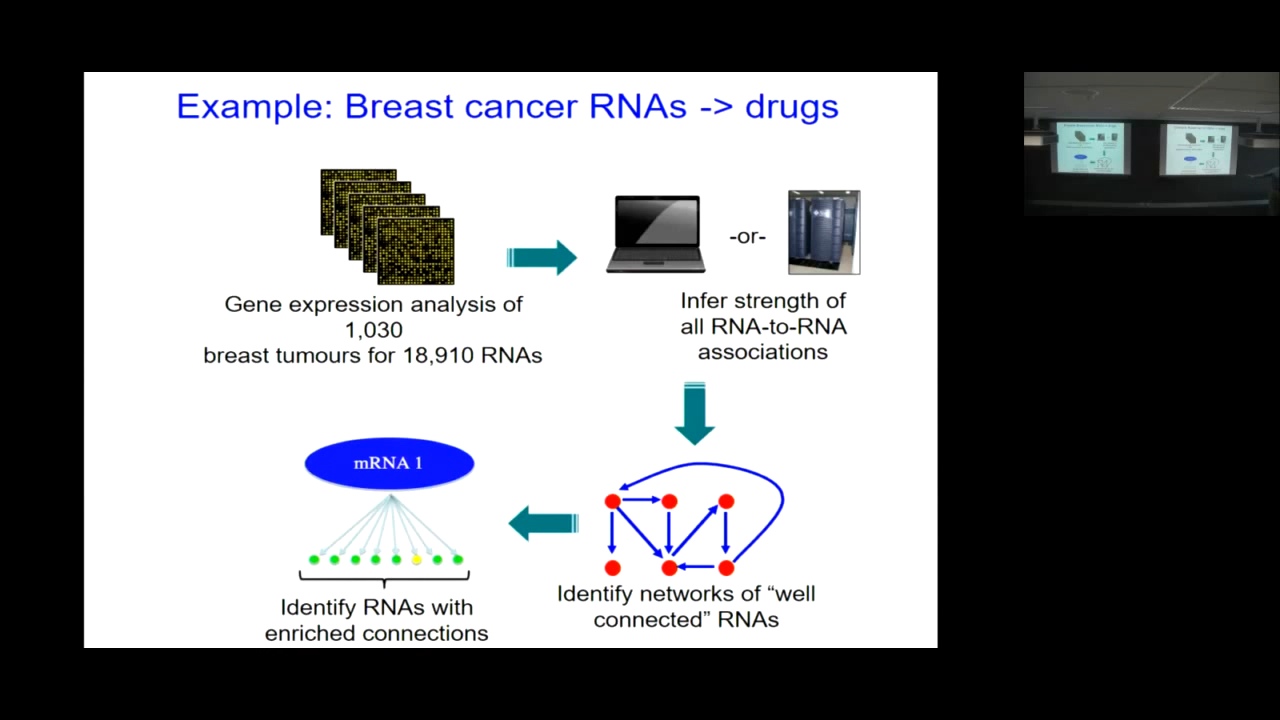 Example: Breast cancer RNAs -> drugs
Gene expression analysis of
1,030
breast tumours for 18,910 RNAs
-or-
Infer strength of
all RNA-to-RNA
associations
mRNA 1
Identify RNAs with
enriched connections
Identify networks of “well
connected” RNAs